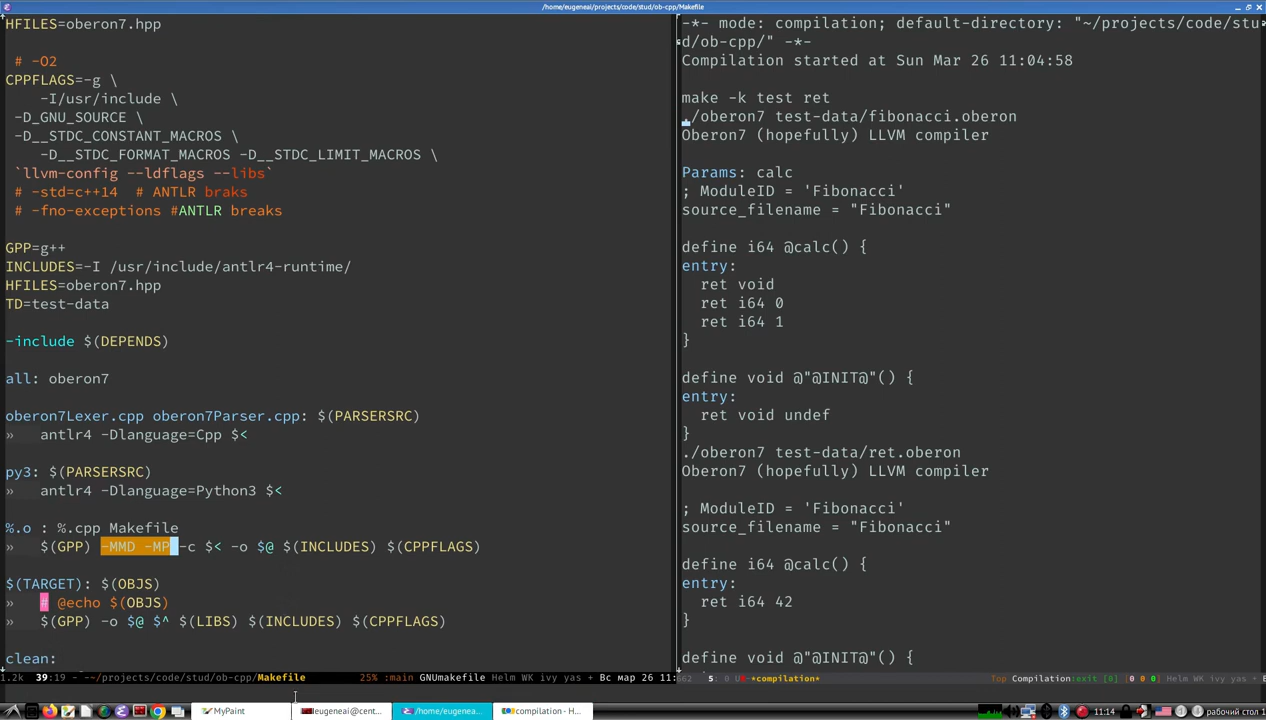 /home/eugeneai/projects/code/stud/ob-cpp/Makefile
HFILES=oberon7.hpp
# -O2
CPPFLAGS=-g \
-I/usr/include \
-D_GNU_SOURCE \
-D__STDC_CONSTANT_MACROS \
-D__STDC_FORMAT_MACROS -D__STDC_LIMIT_MACROS \
`llvm-config --ldflags --libs`
# -std=c++14  # ANTLR braks
# -fno-exceptions #ANTLR breaks
GPP=g++
INCLUDES=-I /usr/include/antlr4-runtime/
HFILES=oberon7.hpp
TD=test-data
-include $(DEPENDS)
all: oberon7
oberon7Lexer.cpp oberon7Parser.cpp: $(PARSERSRC)
»    antlr4 -Dlanguage=Cpp $<
py3: $(PARSERSRC)
»    antlr4 -Dlanguage=Python3 $<
%.o : %.cpp Makefile
»    $(GPP) -MMD -MP -c $< -o $@ $(INCLUDES) $(CPPFLAGS)
$(TARGET): $(OBJS)
»    # @echo $(OBJS)
»    $(GPP) -o $@ $^ $(LIBS) $(INCLUDES) $(CPPFLAGS)
clean:
1.2k 39:19 - ~~/projects/code/stud/ob-cpp/Makefile 25% :main GNUmakefile Helm WK ivy yas + Вс мар 26 11:
-*- mode: compilation; default-directory: "~/projects/code/stu
d/ob-cpp/" -*-
Compilation started at Sun Mar 26 11:04:58
make -k test ret
./oberon7 test-data/fibonacci.oberon
Oberon7 (hopefully) LLVM compiler
Params: calc
; ModuleID = 'Fibonacci'
source_filename = "Fibonacci"
define i64 @calc() {
entry:
ret void
ret i64 0
ret i64 1
}
define void @"@INIT@"() {
entry:
ret void undef
}
./oberon7 test-data/ret.oberon
Oberon7 (hopefully) LLVM compiler
; ModuleID = 'Fibonacci'
source_filename = "Fibonacci"
define i64 @calc() {
entry:
ret i64 42
}
define void @"@INIT@"() {
662 5: 0 *compilation* Top Compilation:exit [0] [0 0 0] Helm WK ivy yas +
MyPaint
eugeneai@cent...
/home/eugenea...
compilation - H...
11:14
рабочий стол 1